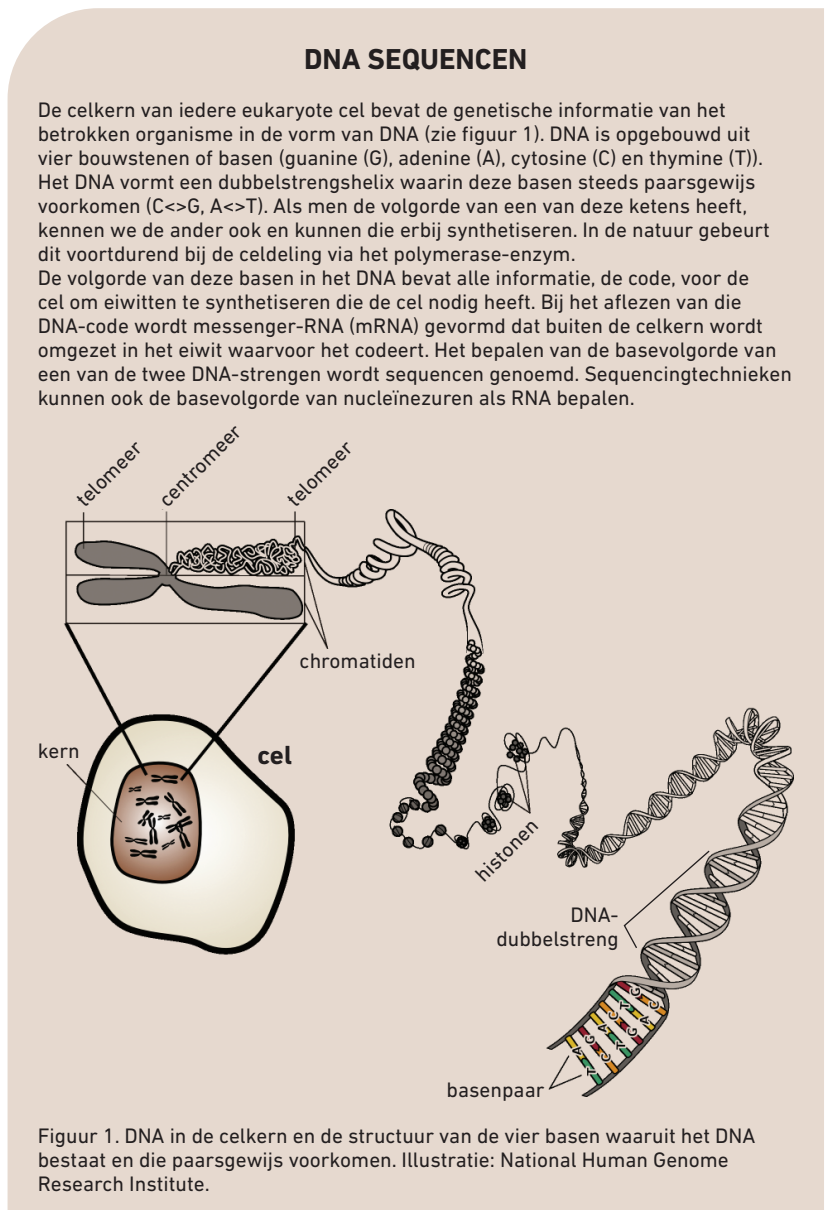 DNA SEQUENCEN
De celkern van iedere eukaryote cel bevat de genetische informatie van het
betrokken organisme in de vorm van DNA (zie figuur 1). DNA is opgebouwd uit
vier bouwstenen of basen (guanine (G), adenine (A), cytosine (C) en thymine (T)).
Het DNA vormt een dubbelstrengshelix waarin deze basen steeds paarsgewijs
voorkomen (C<>G, A<>T). Als men de volgorde van een van deze ketens heeft,
kennen we de ander ook en kunnen die erbij synthetiseren. In de natuur gebeurt
dit voortdurend bij de celdeling via het polymerase-enzym.
De volgorde van deze basen in het DNA bevat alle informatie, de code, voor de
cel om eiwitten te synthetiseren die de cel nodig heeft. Bij het aflezen van die
DNA-code wordt messenger-RNA (mRNA) gevormd dat buiten de celkern wordt
omgezet in het eiwit waarvoor het codeert. Het bepalen van de basevolgorde van
een van de twee DNA-strengen wordt sequencen genoemd. Sequencingtechnieken
kunnen ook de basevolgorde van nucleïnezuren als RNA bepalen.
telomeer
centromeer
telomeer
chromatiden
kern
cel
histonen
DNA-
dubbelstreng
A G A C T G
T C T G A C
basenpaar
Figuur 1. DNA in de celkern en de structuur van de vier basen waaruit het DNA
bestaat en die paarsgewijs voorkomen. Illustratie: National Human Genome
Research Institute.